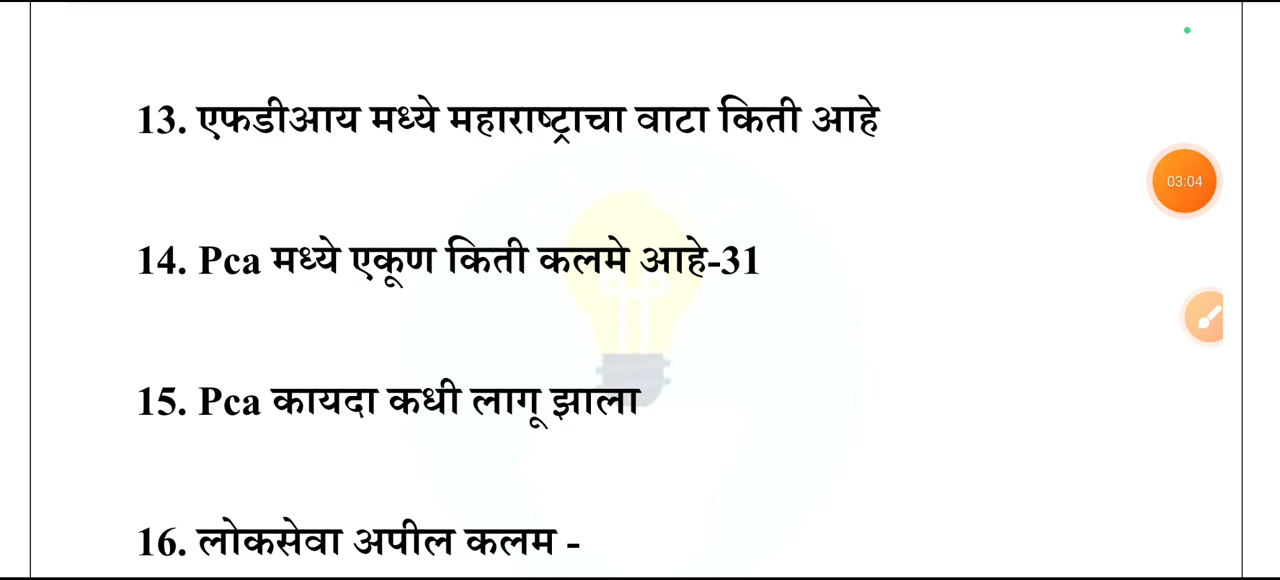 03:04
13. एफडीआय मध्ये महाराष्ट्राचा वाटा किती आहे
14. Pca मध्ये एकूण किती कलमे आहे-31
15. Pca कायदा कधी लागू झाला
16. लोकसेवा अपील कलम -